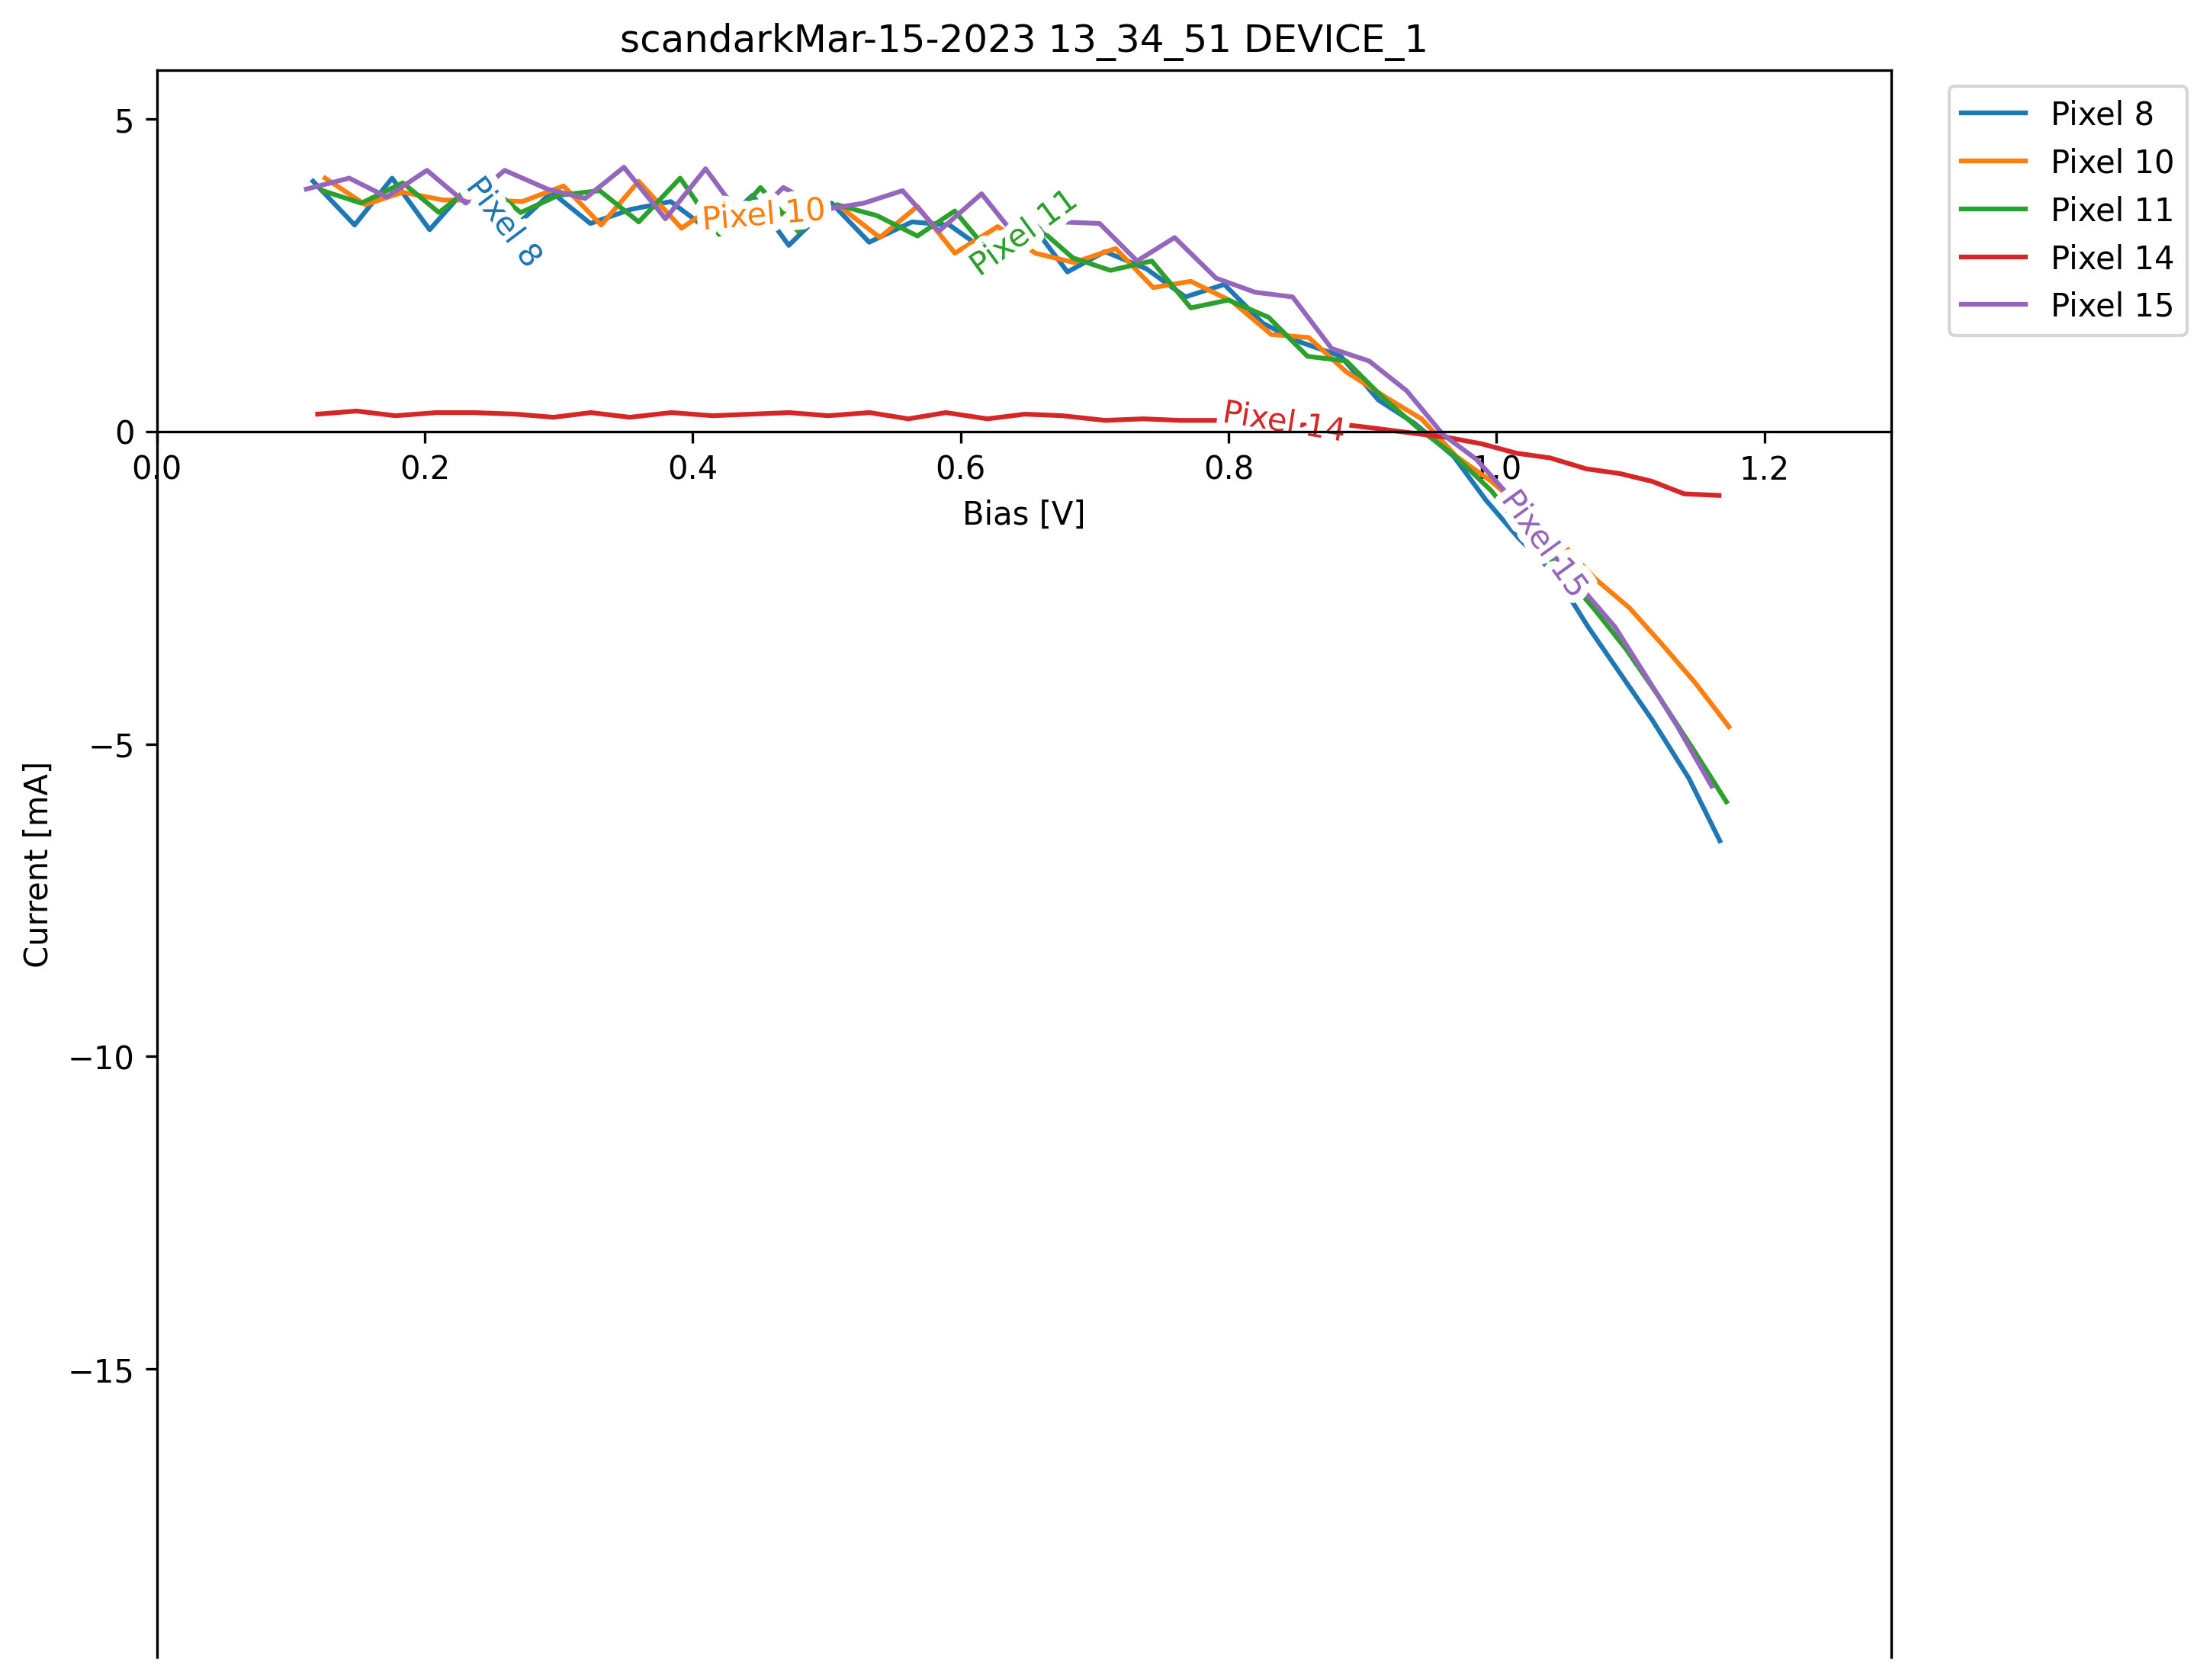 scandarkMar-15-2023 13_34_51 DEVICE_1
5
0
−5
−10
−15
Current [mA]
0.0
0.2
0.4
0.6
0.8
1.0
1.2
Bias [V]
Pixel 8
Pixel 10
Pixel 11
Pixel 14
Pixel 15
Pixel 8
Pixel 10
Pixel 11
Pixel 14
Pixel 15